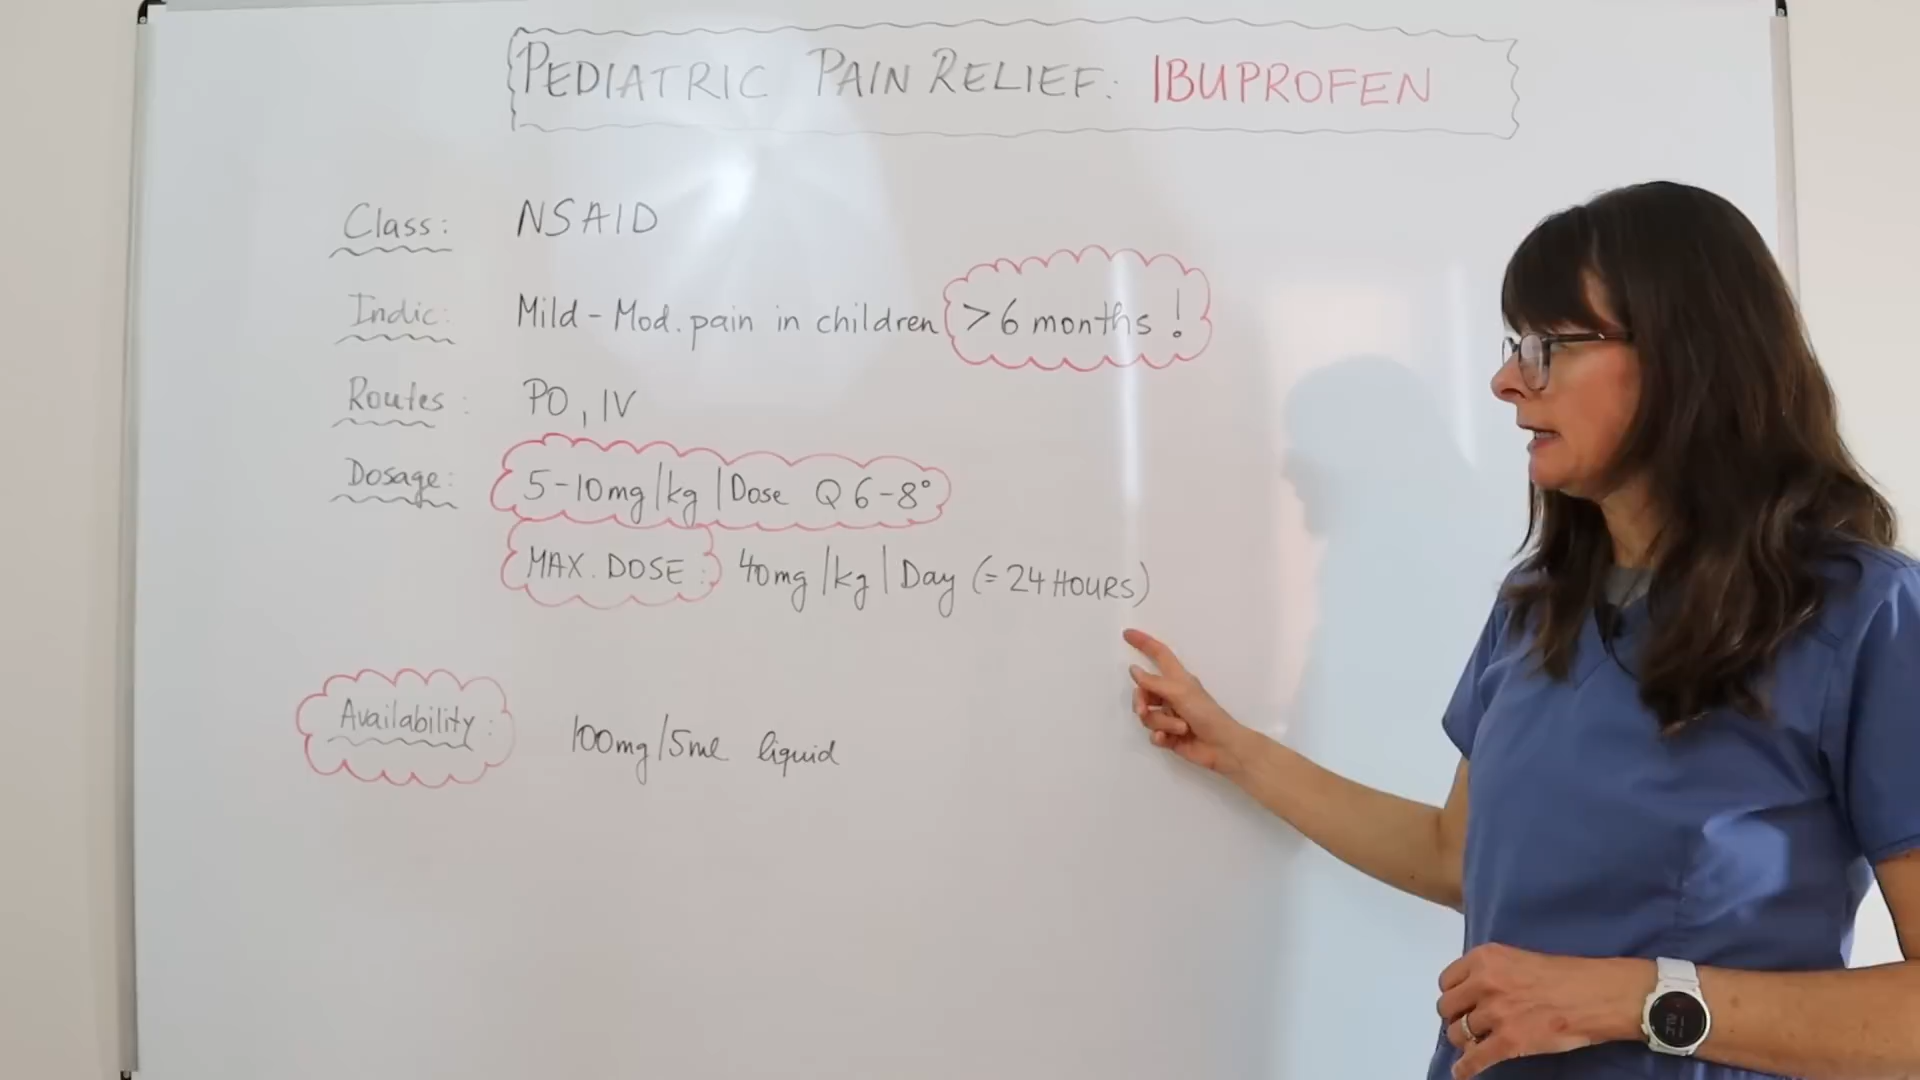 PEDIATRIC PAIN RELIEF: IBUPROFEN
Class: NSAID
Indic: Mild-Mod. pain in children >6 months!
Routes: PO, IV
Dosage: 5-10mg/kg/Dose Q 6-8°
MAX. DOSE: 40mg/kg/Day (= 24 HOURS)
Availability: 100mg/5ml liquid